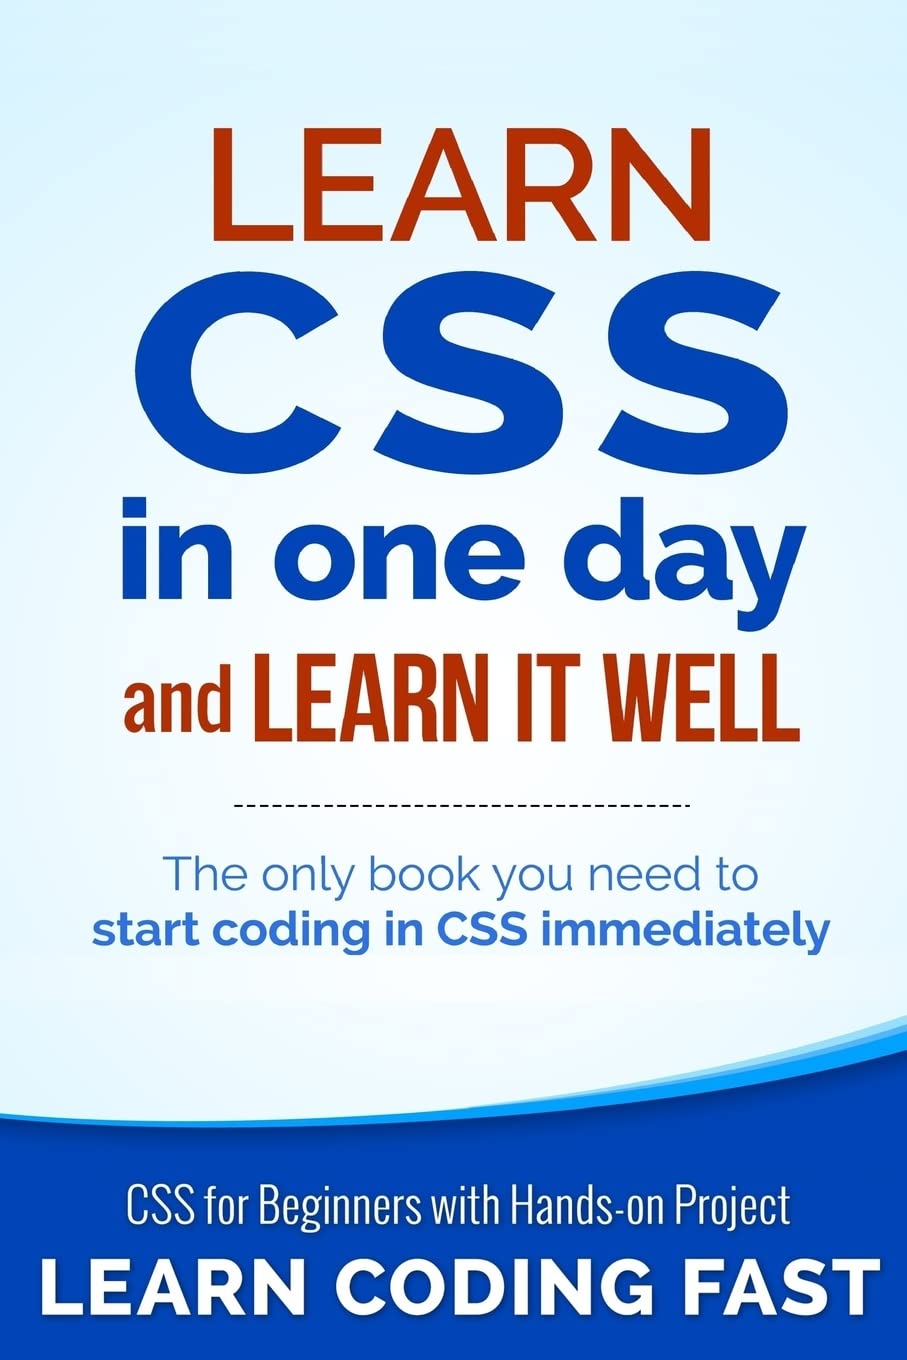 LEARN
CSS
in one day
and LEARN IT WELL
The only book you need to
start coding in CSS immediately
CSS for Beginners with Hands-on Project
LEARN CODING FAST